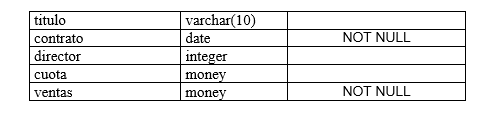 titulo varchar(10)
contrato date NOT NULL
director integer
cuota money
ventas money NOT NULL